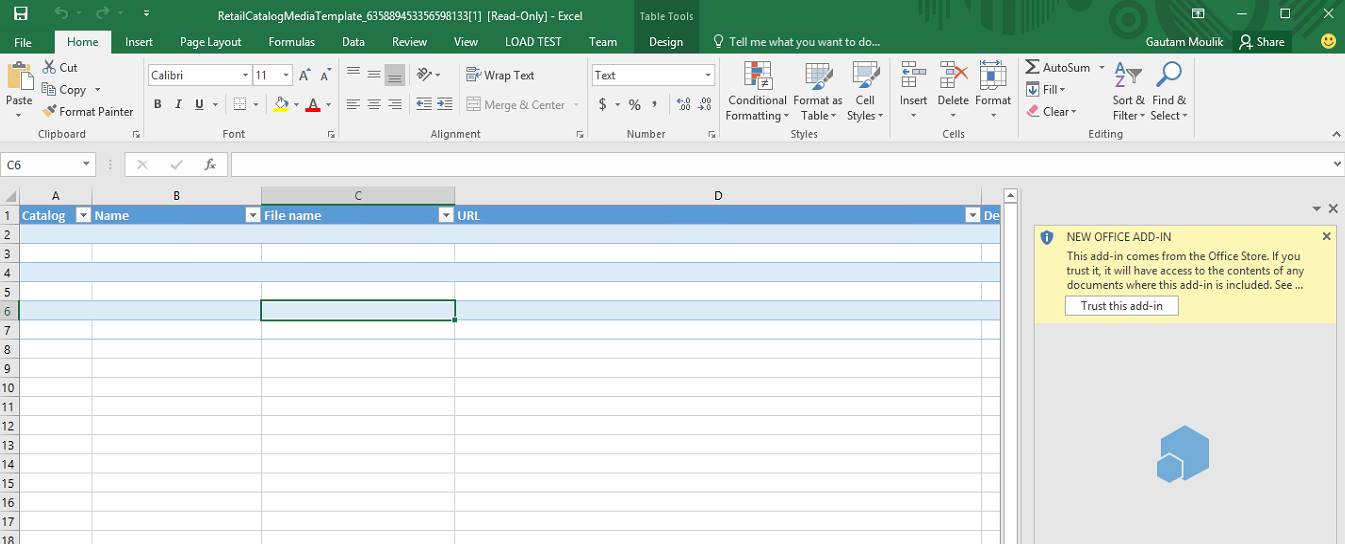 RetailCatalogMediaTemplate_635889453356598133[1] [Read-Only] - Excel
Table Tools
File Home Insert Page Layout Formulas Data Review View LOAD TEST Team Design Tell me what you want to do... Gautam Moulik Share
Cut
Copy
Format Painter
Paste
Clipboard
Calibri 11 A A
B I U A
Font
ab Wrap Text
Merge & Center
Alignment
Text
$ % , .0 .00 .00 .0
Number
Conditional Formatting
Format as Table
Cell Styles
Styles
Insert Delete Format
Cells
AutoSum
Fill
Clear
A Z Sort & Filter
Find & Select
Editing
C6 fx
A B C D
1 Catalog Name File name URL De
2
3
4
5
6
7
8
9
10
11
12
13
14
15
16
17
18
NEW OFFICE ADD-IN
This add-in comes from the Office Store. If you
trust it, it will have access to the contents of any
documents where this add-in is included. See ...
Trust this add-in